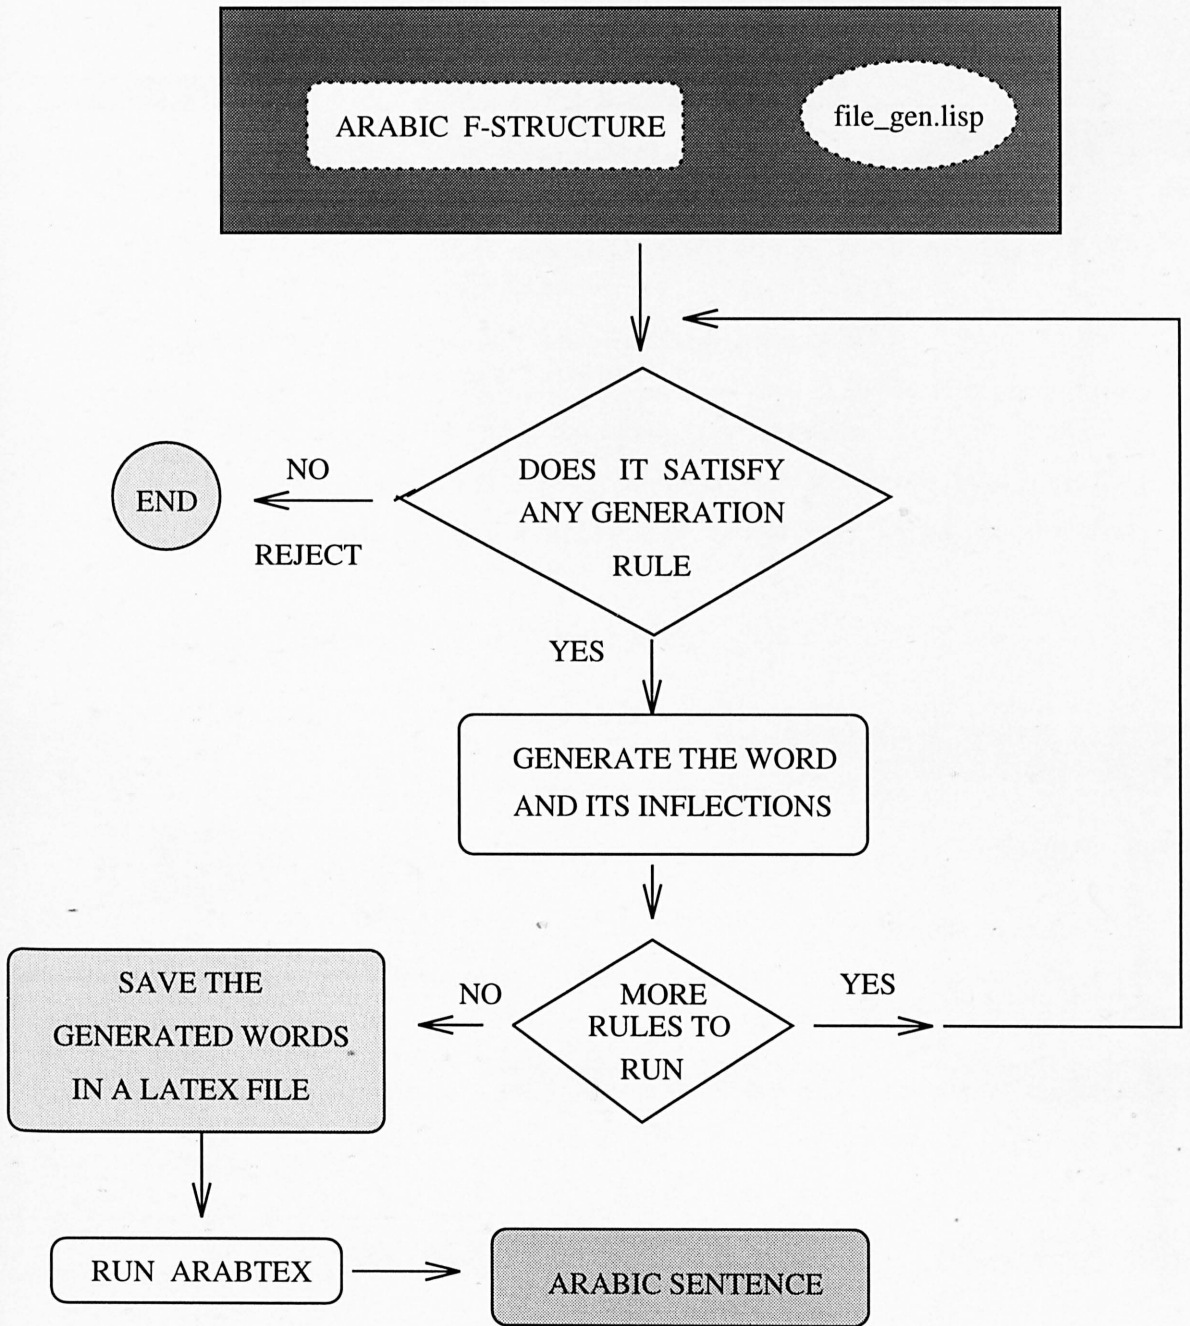 ARABIC F-STRUCTURE
file_gen.lisp
DOES IT SATISFY
ANY GENERATION
RULE
NO
REJECT
END
YES
GENERATE THE WORD
AND ITS INFLECTIONS
MORE
RULES TO
RUN
YES
NO
SAVE THE
GENERATED WORDS
IN A LATEX FILE
RUN ARABTEX
ARABIC SENTENCE